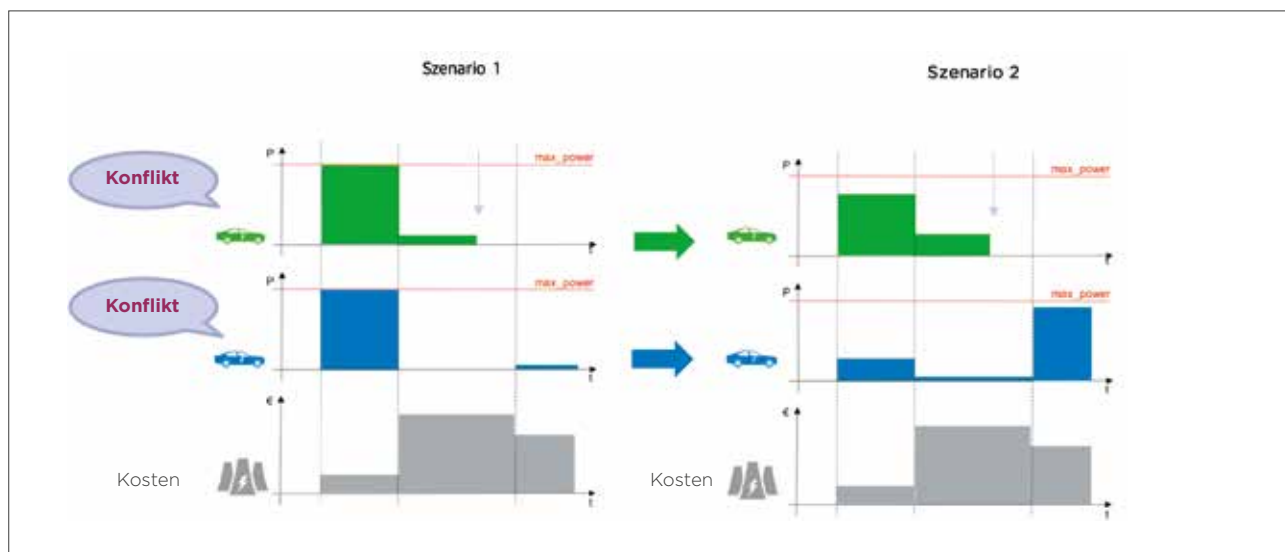 Szenario 1
Szenario 2
Konflikt
P
max_power
t
P
max_power
t
Konflikt
P
max_power
t
P
max_power
t
Kosten
€
t
Kosten
€
t